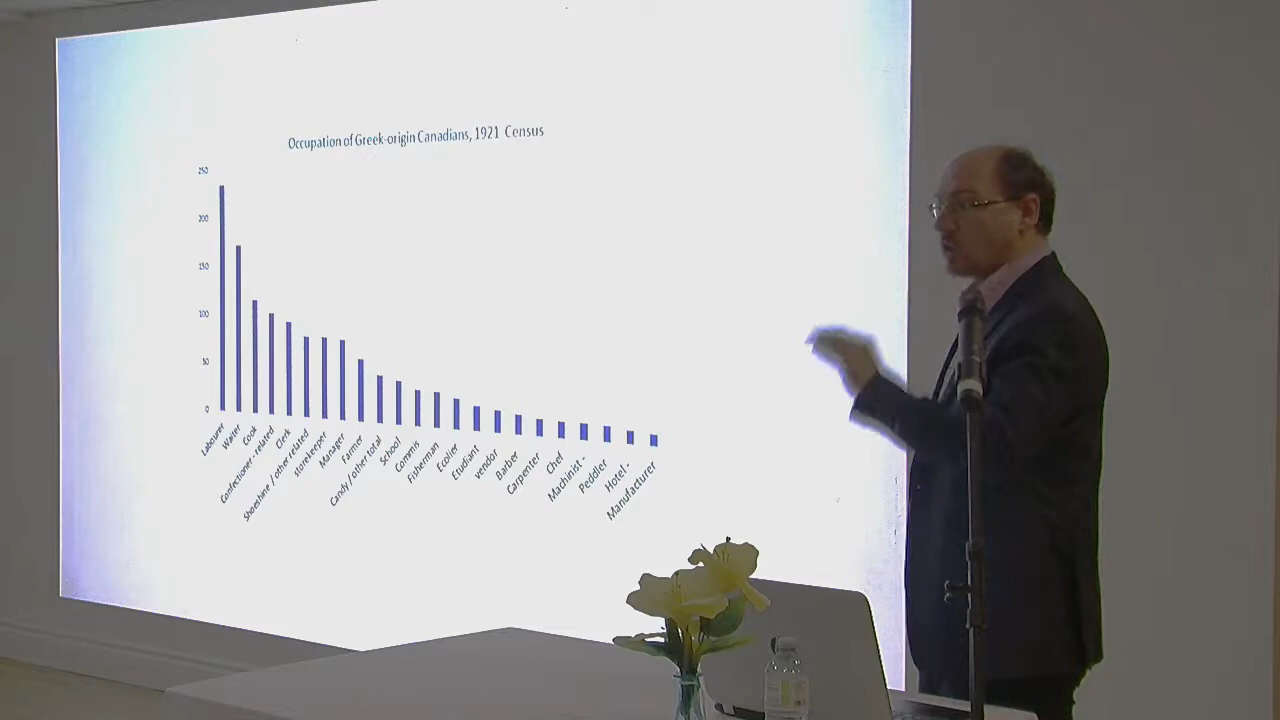 Occupation of Greek-origin Canadians, 1921 Census
250
200
150
100
50
0
Labourer
Waiter
Cook
Confectioner - related
Clerk
Shoeshine / other related
storekeeper
Manager
Farmer
Candy / other total
School
Commis
Fisherman
Ecolier
Etudiant
vendor
Barber
Carpenter
Chef
Machinist -
Peddler
Hotel -
Manufacturer